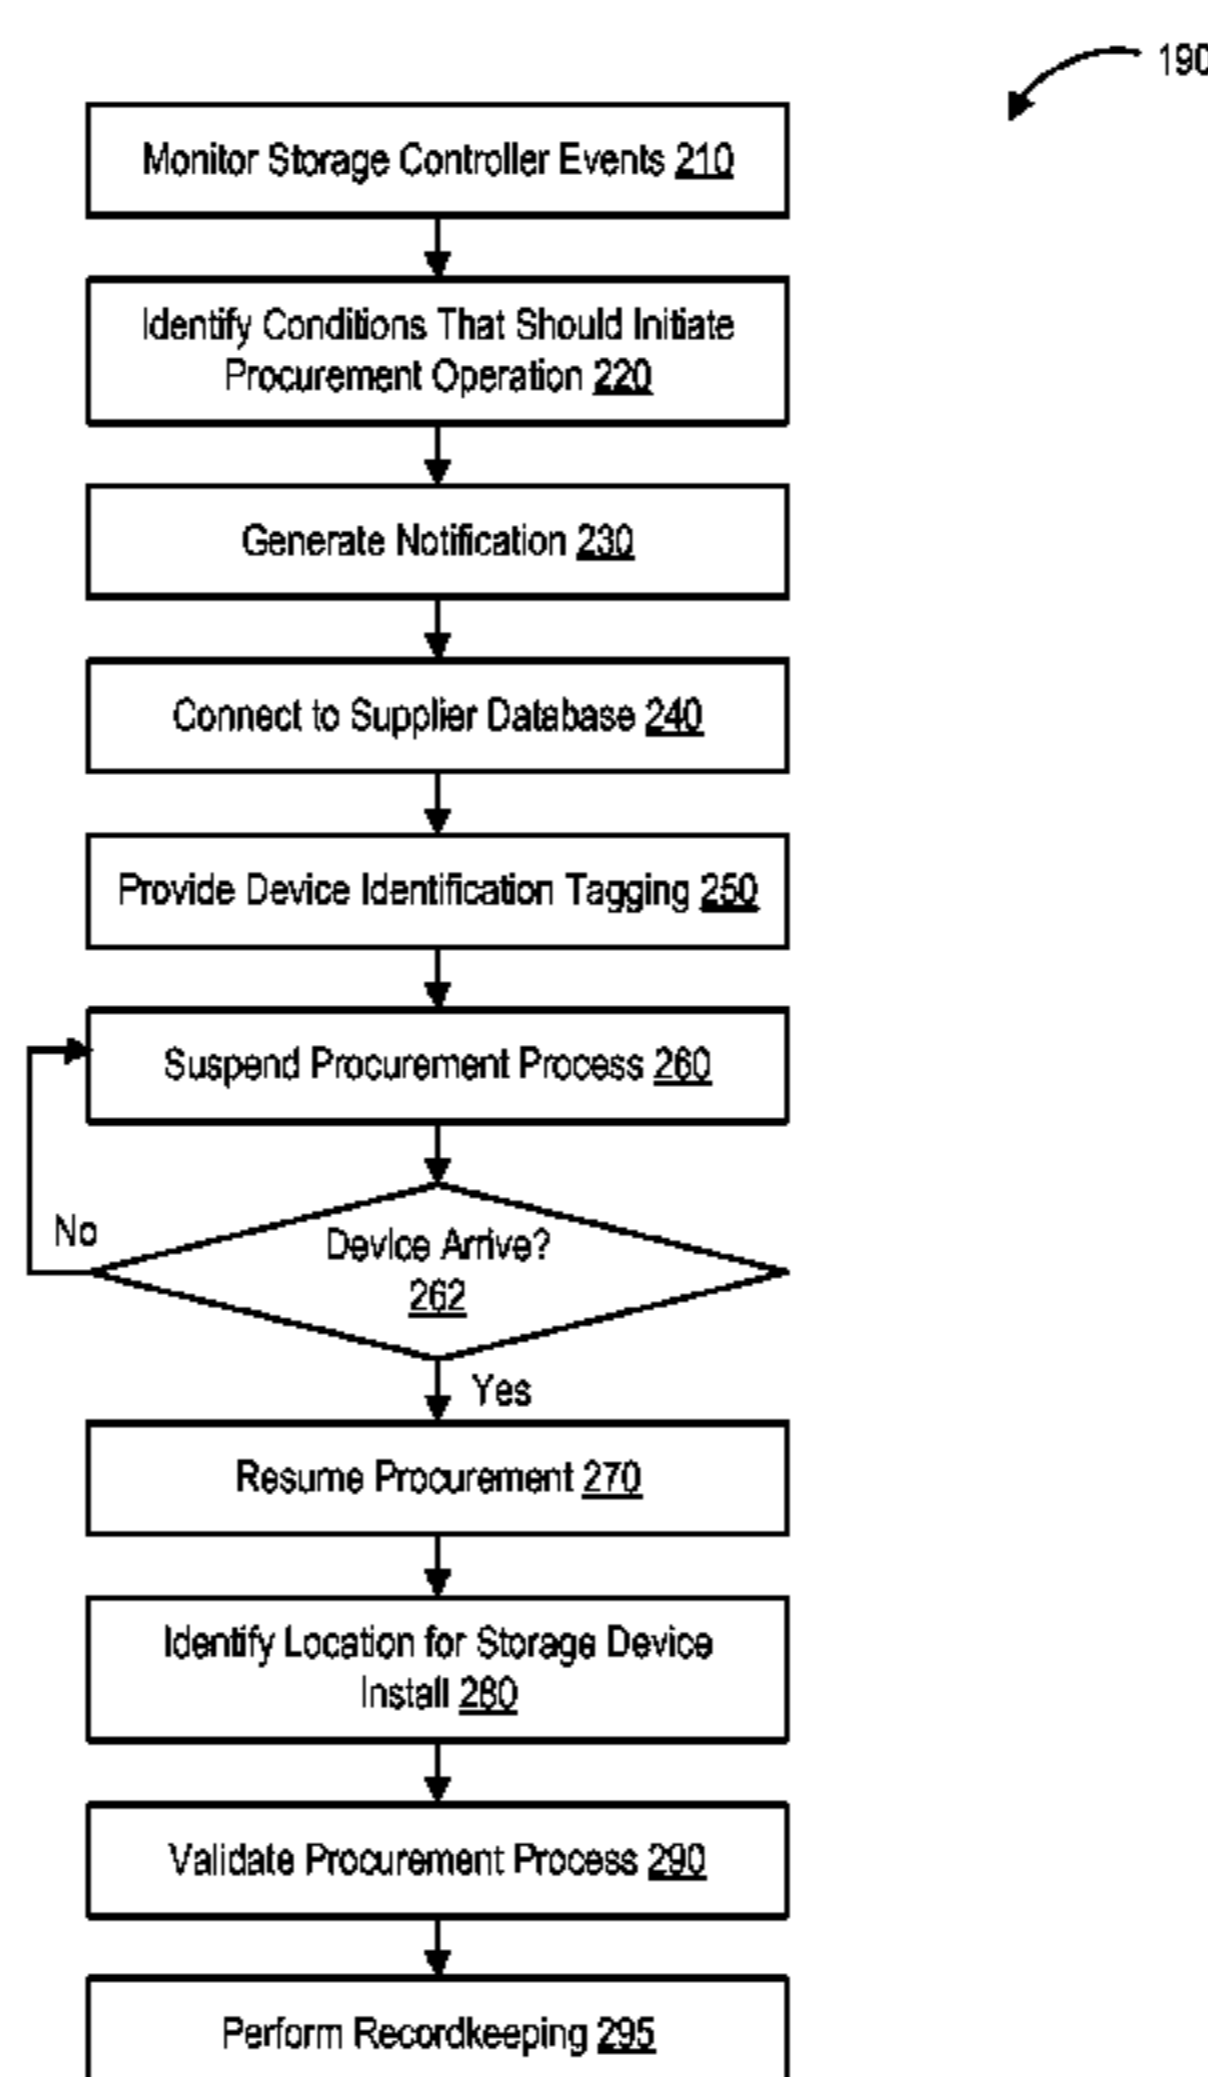 190
Monitor Storage Controller Events 210
Identify Conditions That Should Initiate
Procurement Operation 220
Generate Notification 230
Connect to Supplier Database 240
Provide Device Identification Tagging 250
Suspend Procurement Process 260
No
Device Arrive?
262
Yes
Resume Procurement 270
Identify Location for Storage Device
Install 280
Validate Procurement Process 290
Perform Recordkeeping 295